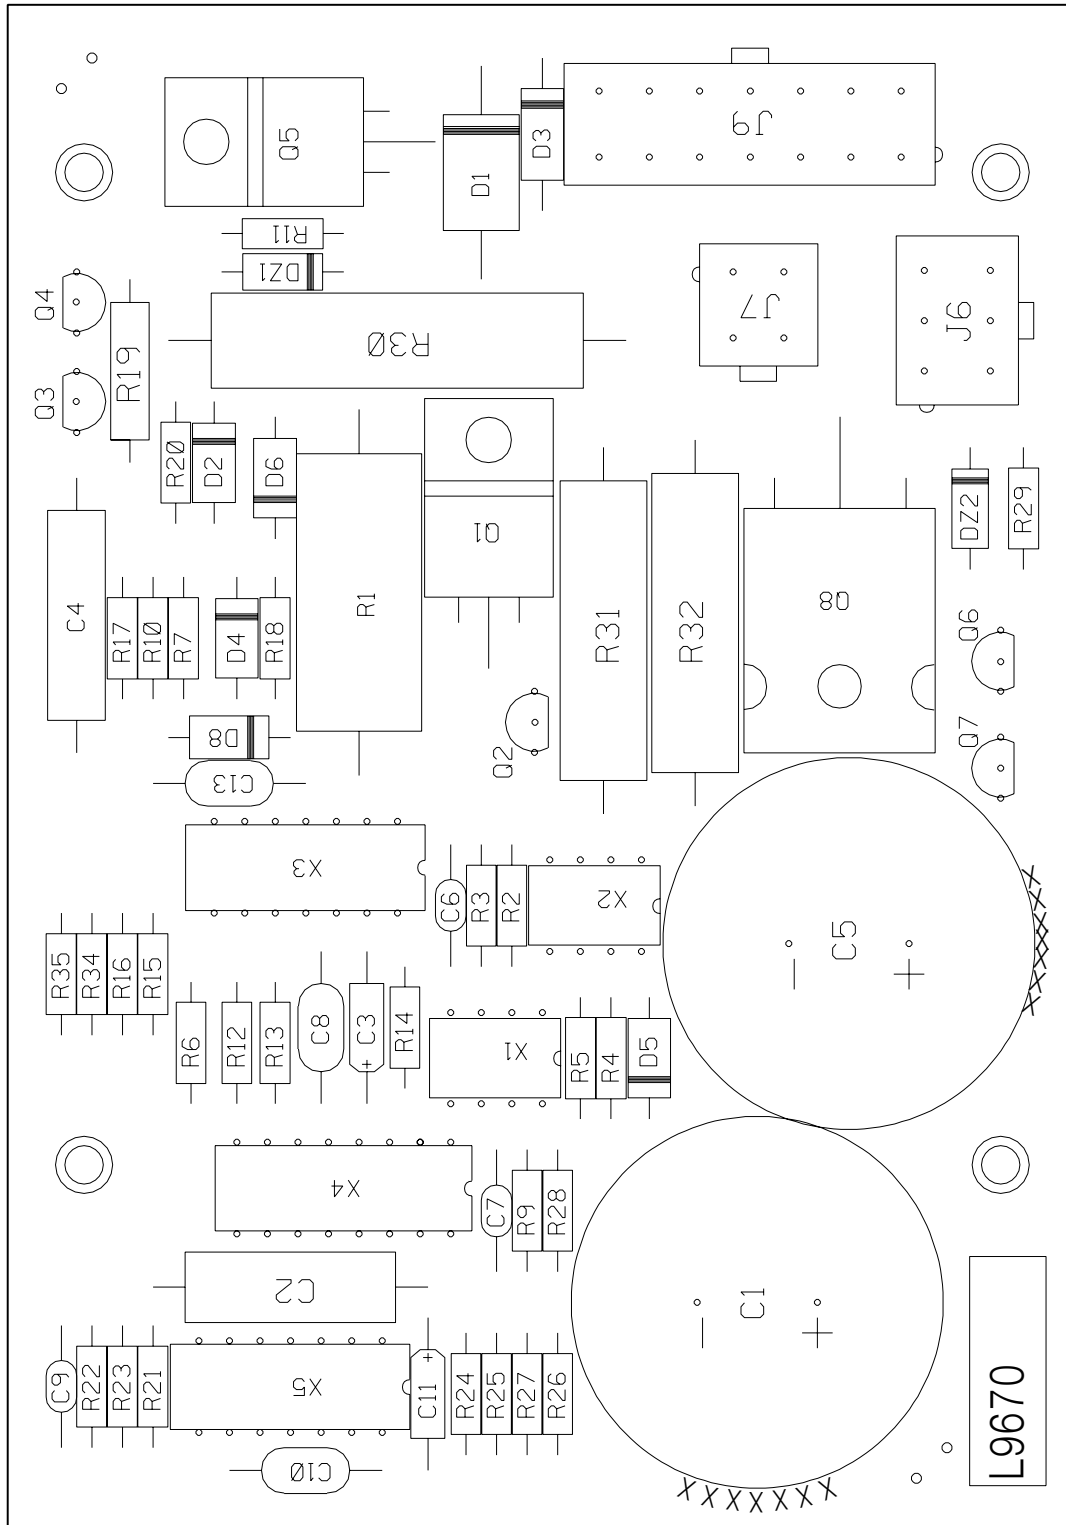 Q5
D1
D3
J9
R11
DZ1
Q4
R19
R30
J7
J6
Q3
R20
D2
D6
Q1
DZ2
R29
C4
R17
R10
R7
D4
R18
R1
R31
R32
Q8
Q6
D8
C13
Q2
Q7
X3
C6
R3
R2
X2
C5
− +
XXXXXXX
R35
R34
R16
R15
R6
R12
R13
C8
C3
+
R14
X1
R5
R4
D5
X4
C7
R9
R28
C2
C1
− +
C9
R22
R23
R21
X5
C11
+
R24
R25
R27
R26
C10
XXXXXXX
L9670